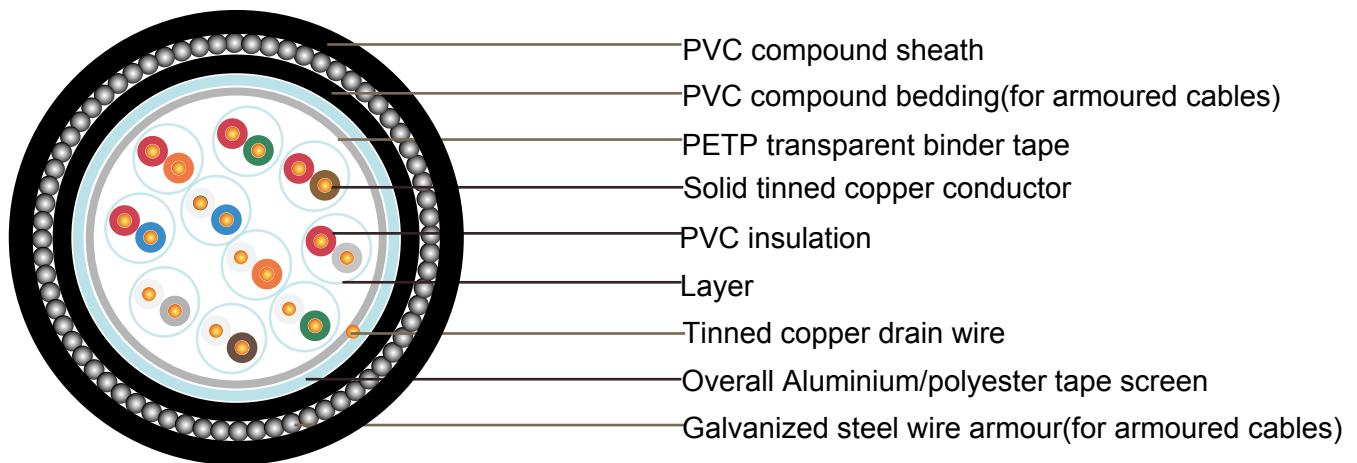 PVC compound sheath
PVC compound bedding(for armoured cables)
PETP transparent binder tape
Solid tinned copper conductor
PVC insulation
Layer
Tinned copper drain wire
Overall Aluminium/polyester tape screen
Galvanized steel wire armour(for armoured cables)